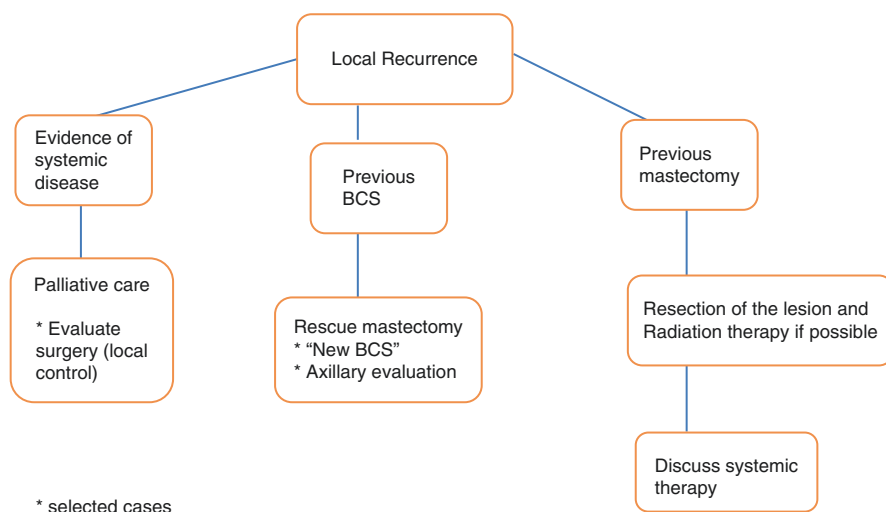 Local Recurrence
Evidence of
systemic
disease
Previous
BCS
Previous
mastectomy
Palliative care
* Evaluate
surgery (local
control)
Rescue mastectomy
* “New BCS”
* Axillary evaluation
Resection of the lesion and
Radiation therapy if possible
Discuss systemic
therapy
* selected cases